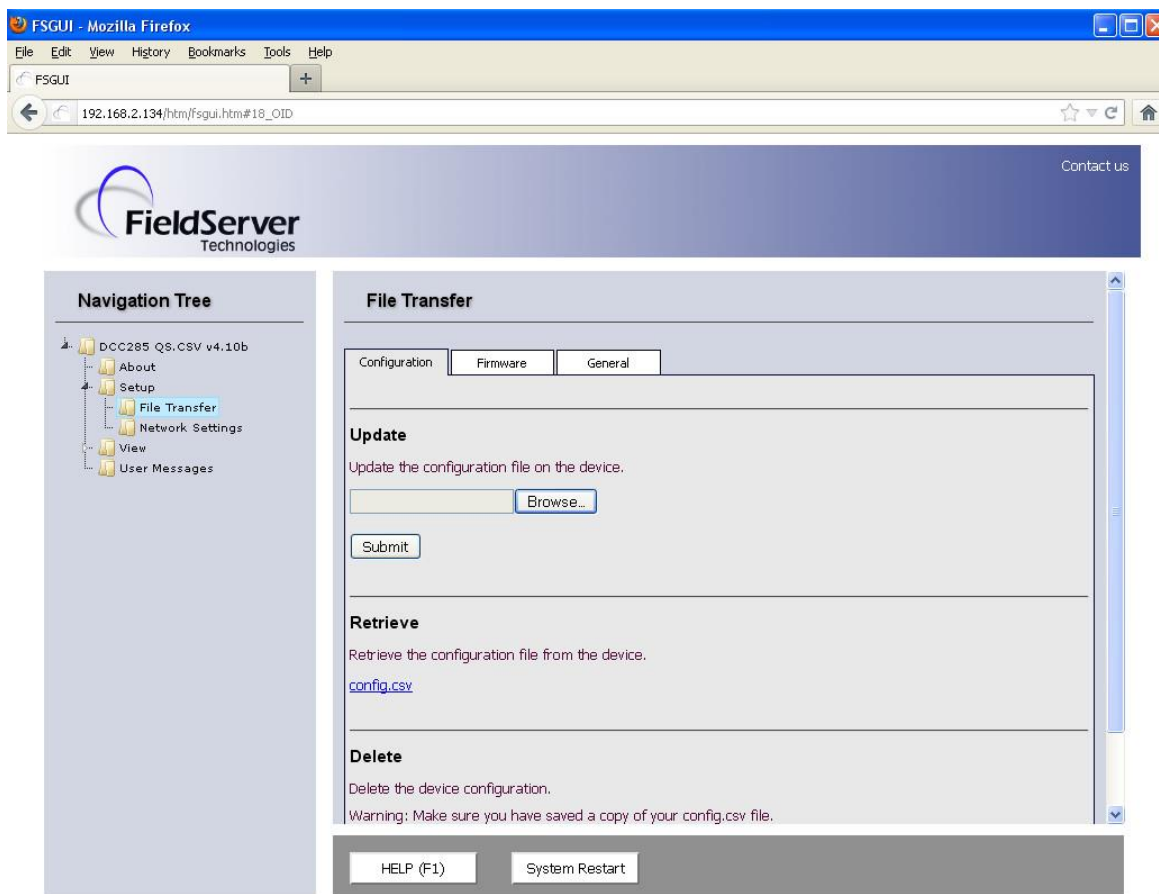 FSGUI - Mozilla Firefox
File Edit View History Bookmarks Tools Help
FSGUI +
192.168.2.134/htm/fsgui.htm#18_OID
Contact us
FieldServer
Technologies
Navigation Tree
DCC285 QS.CSV v4.10b
About
Setup
File Transfer
Network Settings
View
User Messages
File Transfer
Configuration Firmware General
Update
Update the configuration file on the device.
Browse...
Submit
Retrieve
Retrieve the configuration file from the device.
config.csv
Delete
Delete the device configuration.
Warning: Make sure you have saved a copy of your config.csv file.
HELP (F1) System Restart